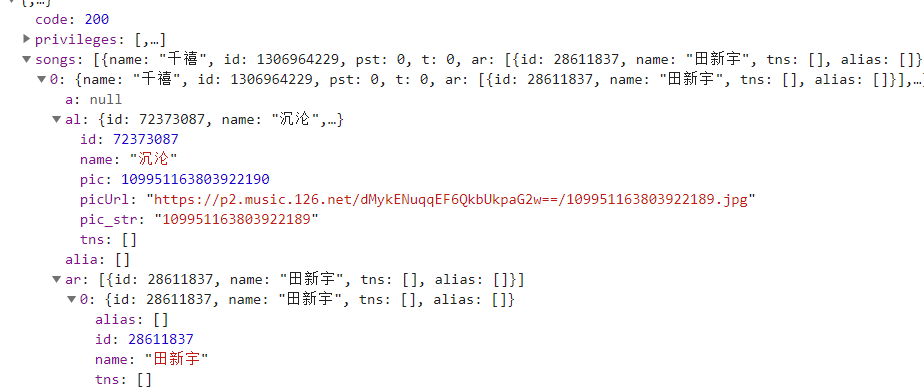 {,…}
code: 200
privileges: [,…]
songs: [{name: "千禧", id: 1306964229, pst: 0, t: 0, ar: [{id: 28611837, name: "田新宇", tns: [], alias: []}
0: {name: "千禧", id: 1306964229, pst: 0, t: 0, ar: [{id: 28611837, name: "田新宇", tns: [], alias: []}],…}
a: null
al: {id: 72373087, name: "沉沦",…}
id: 72373087
name: "沉沦"
pic: 109951163803922190
picUrl: "https://p2.music.126.net/dMykENuqqEF6QkbUkpaG2w==/109951163803922189.jpg"
pic_str: "109951163803922189"
tns: []
alia: []
ar: [{id: 28611837, name: "田新宇", tns: [], alias: []}]
0: {id: 28611837, name: "田新宇", tns: [], alias: []}
alias: []
id: 28611837
name: "田新宇"
tns: []